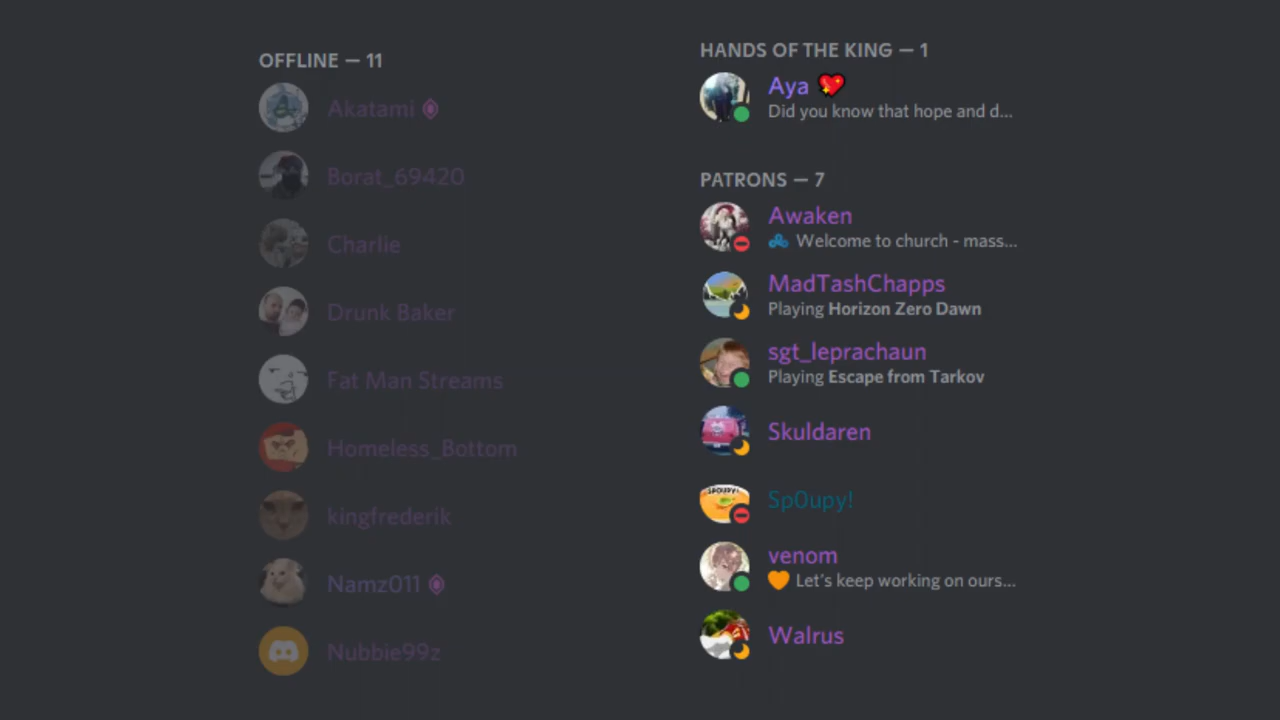 OFFLINE — 11
Akatami
Borat_69420
Charlie
Drunk Baker
Fat Man Streams
Homeless_Bottom
kingfrederik
Namz011
Nubbie99z
HANDS OF THE KING — 1
Aya
Did you know that hope and d...
PATRONS — 7
Awaken
Welcome to church - mass...
MadTashChapps
Playing Horizon Zero Dawn
sgt_leprachaun
Playing Escape from Tarkov
Skuldaren
SPOUPY!
Sp0upy!
venom
Let's keep working on ours...
Walrus